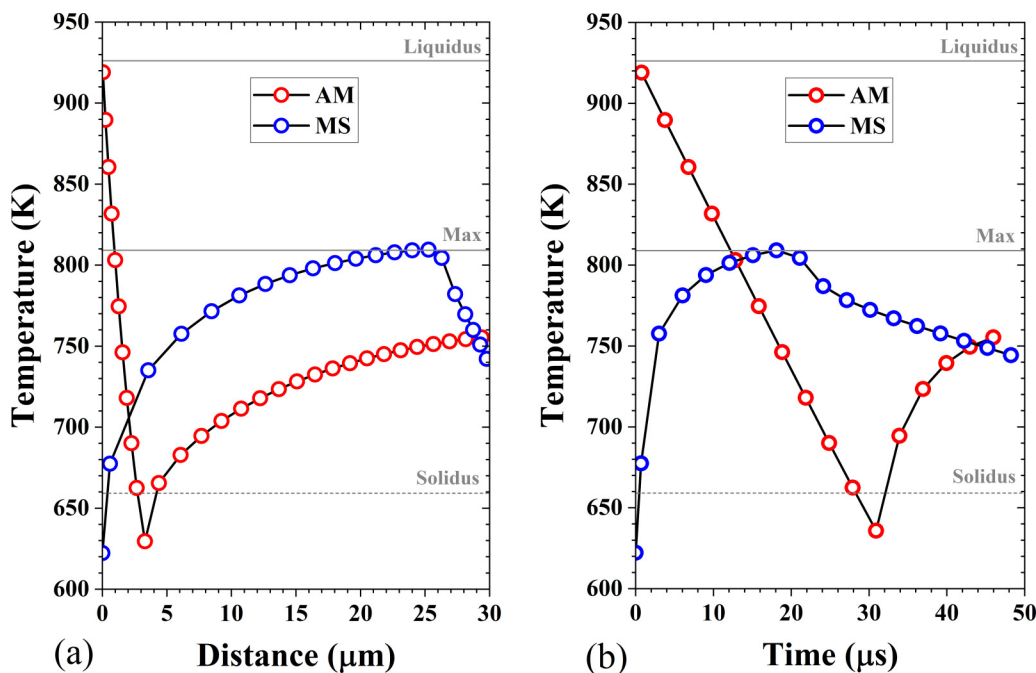 950
900
850
800
750
700
650
600
Temperature (K)
Liquidus
AM
MS
Max
Solidus
0 5 10 15 20 25 30
(a) Distance (μm)
950
900
850
800
750
700
650
600
Temperature (K)
Liquidus
AM
MS
Max
Solidus
0 10 20 30 40 50
(b) Time (μs)